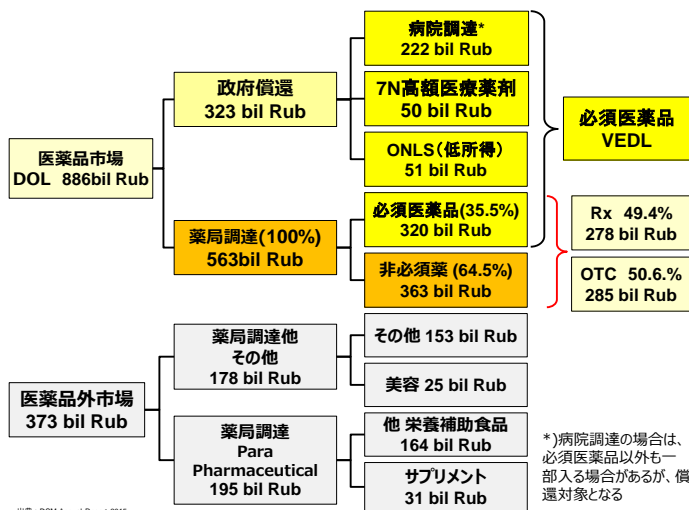 病院調達*
222 bil Rub
政府償還
323 bil Rub
7N高額医療薬剤
50 bil Rub
必須医薬品
VEDL
ONLS(低所得)
51 bil Rub
医薬品市場
DOL 886bil Rub
薬局調達(100%)
563bil Rub
必須医薬品(35.5%)
320 bil Rub
Rx 49.4%
278 bil Rub
非必須薬 (64.5%)
363 bil Rub
OTC 50.6.%
285 bil Rub
薬局調達他
その他
178 bil Rub
その他 153 bil Rub
美容 25 bil Rub
医薬品外市場
373 bil Rub
薬局調達
Para
Pharmaceutical
195 bil Rub
他 栄養補助食品
164 bil Rub
サプリメント
31 bil Rub
*)病院調達の場合は、
必須医薬品以外も一
部入る場合があるが、償
還対象となる